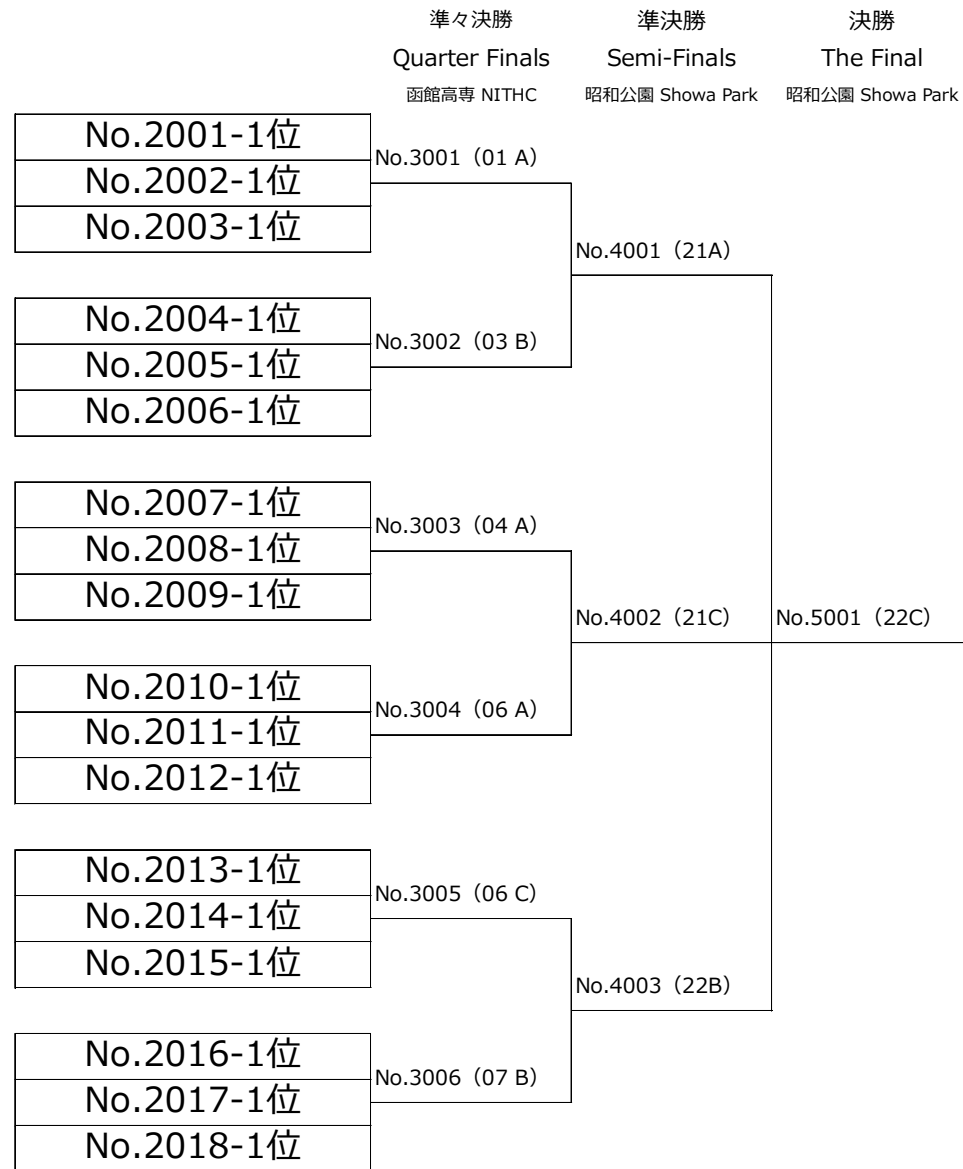 準々決勝 準決勝 決勝
Quarter Finals Semi-Finals The Final
函館高専 NITHC 昭和公園 Showa Park 昭和公園 Showa Park
No.2001-1位
No.3001（01 A）
No.2002-1位
No.2003-1位
No.4001（21A）
No.2004-1位
No.3002（03 B）
No.2005-1位
No.2006-1位
No.2007-1位
No.3003（04 A）
No.2008-1位
No.2009-1位
No.4002（21C） No.5001（22C）
No.2010-1位
No.3004（06 A）
No.2011-1位
No.2012-1位
No.2013-1位
No.3005（06 C）
No.2014-1位
No.2015-1位
No.4003（22B）
No.2016-1位
No.3006（07 B）
No.2017-1位
No.2018-1位